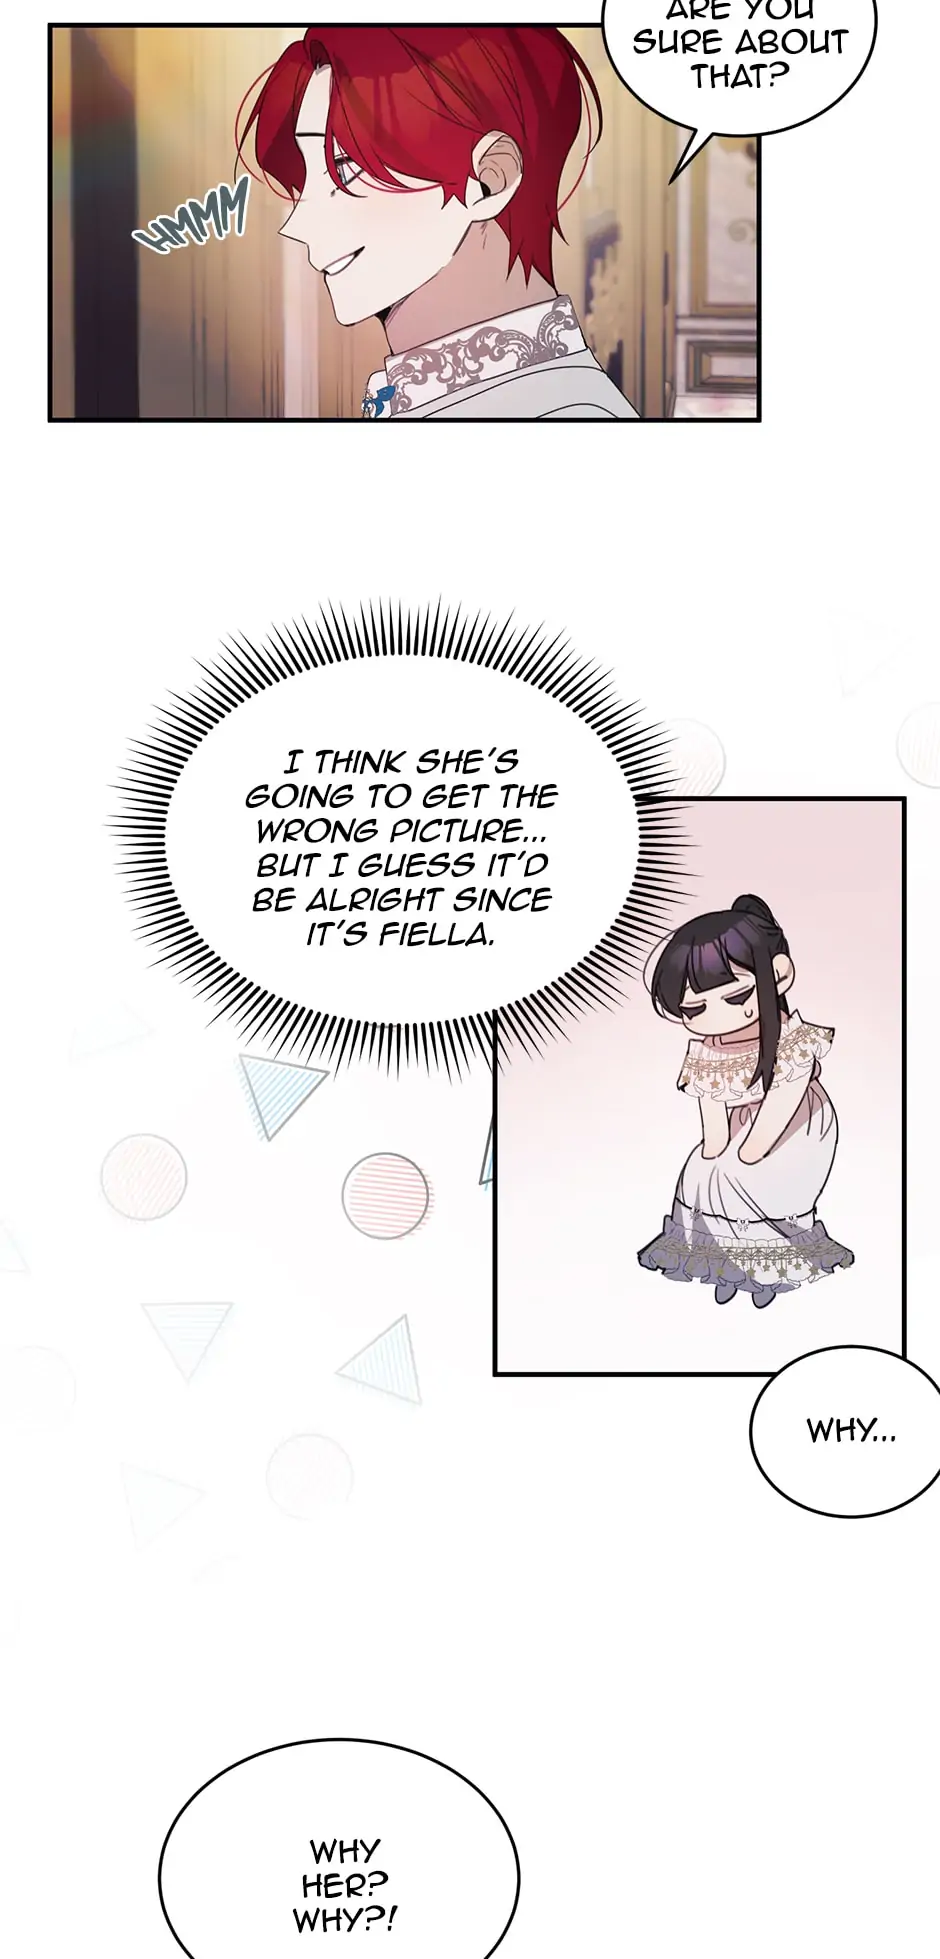 ARE YOU
SURE ABOUT
THAT?
HMMM
I THINK SHE'S
GOING TO GET THE
WRONG PICTURE...
BUT I GUESS IT'D
BE ALRIGHT SINCE
IT'S FIELLA.
WHY...
WHY
HER?
WHY?!